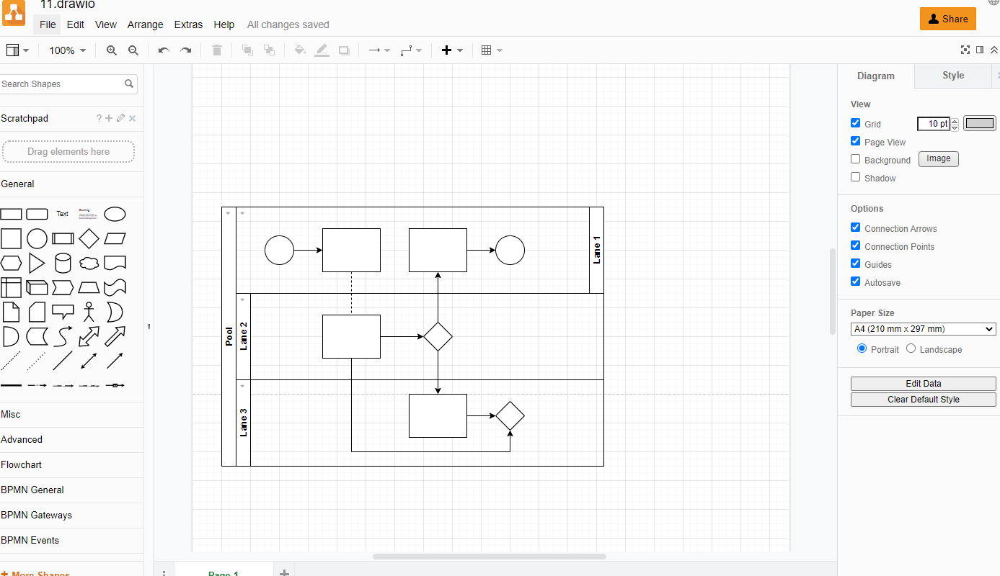 11.drawio
File Edit View Arrange Extras Help All changes saved
Share
100%
Search Shapes
Scratchpad
?
Drag elements here
General
Text
Heading
Misc
Advanced
Flowchart
BPMN General
BPMN Gateways
BPMN Events
+ More Shapes
Pool
Lane 1
Lane 2
Lane 3
Page-1
Diagram Style
View
Grid 10 pt
Page View
Background Image
Shadow
Options
Connection Arrows
Connection Points
Guides
Autosave
Paper Size
A4 (210 mm x 297 mm)
Portrait Landscape
Edit Data
Clear Default Style